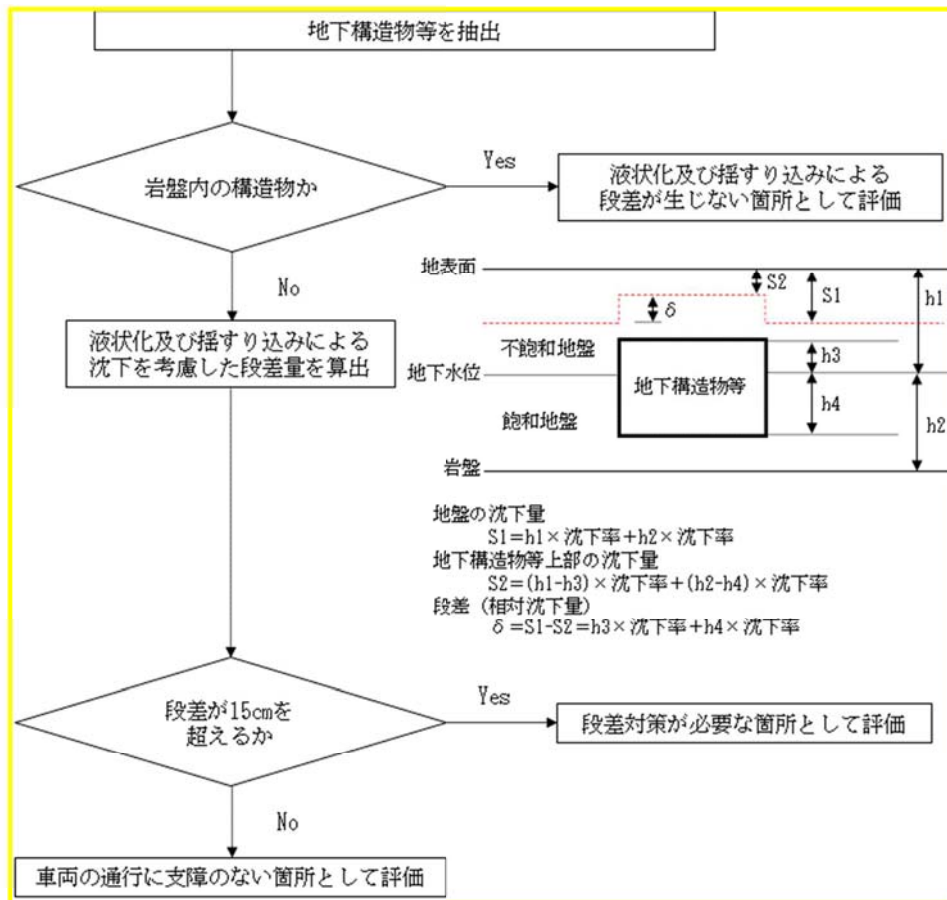 地下構造物等を抽出
岩盤内の構造物か
Yes
液状化及び揺すり込みによる
段差が生じない箇所として評価
No
液状化及び揺すり込みによる
沈下を考慮した段差量を算出
地表面
S2
S1
h1
δ
不飽和地盤
h3
地下水位
地下構造物等
h4
飽和地盤
h2
岩盤
地盤の沈下量
S1=h1×沈下率+h2×沈下率
地下構造物等上部の沈下量
S2=(h1-h3)×沈下率+(h2-h4)×沈下率
段差（相対沈下量）
δ=S1-S2=h3×沈下率+h4×沈下率
段差が15cmを
超えるか
Yes
段差対策が必要な箇所として評価
No
車両の通行に支障のない箇所として評価